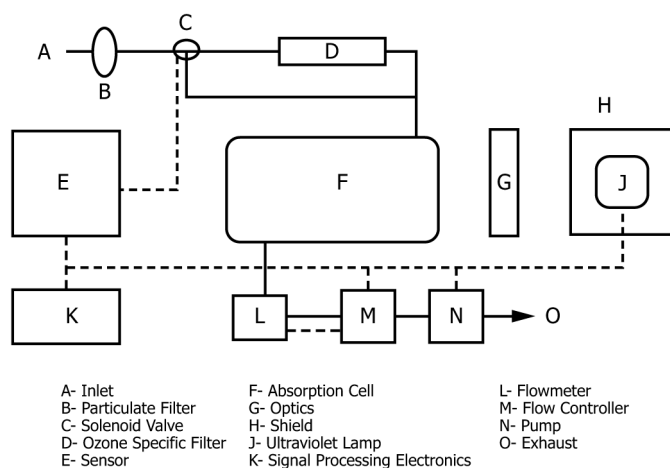 C
A
D
B
H
E
F
G
J
K
L
M
N
O
A- Inlet
B- Particulate Filter
C- Solenoid Valve
D- Ozone Specific Filter
E- Sensor
F- Absorption Cell
G- Optics
H- Shield
J- Ultraviolet Lamp
K- Signal Processing Electronics
L- Flowmeter
M- Flow Controller
N- Pump
O- Exhaust